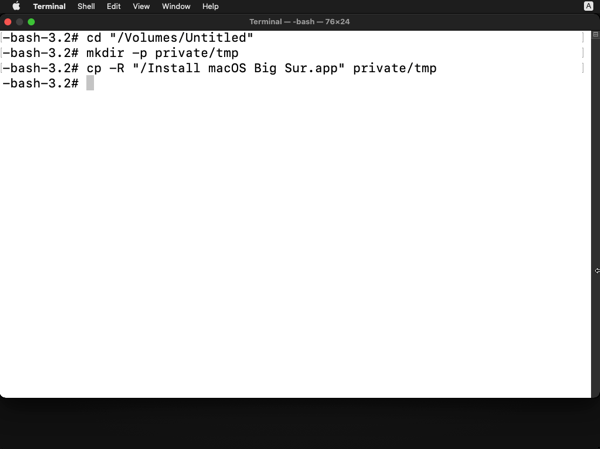 Terminal Shell Edit View Window Help A
Terminal — -bash — 76×24
-bash-3.2# cd "/Volumes/Untitled"
-bash-3.2# mkdir -p private/tmp
-bash-3.2# cp -R "/Install macOS Big Sur.app" private/tmp
-bash-3.2#